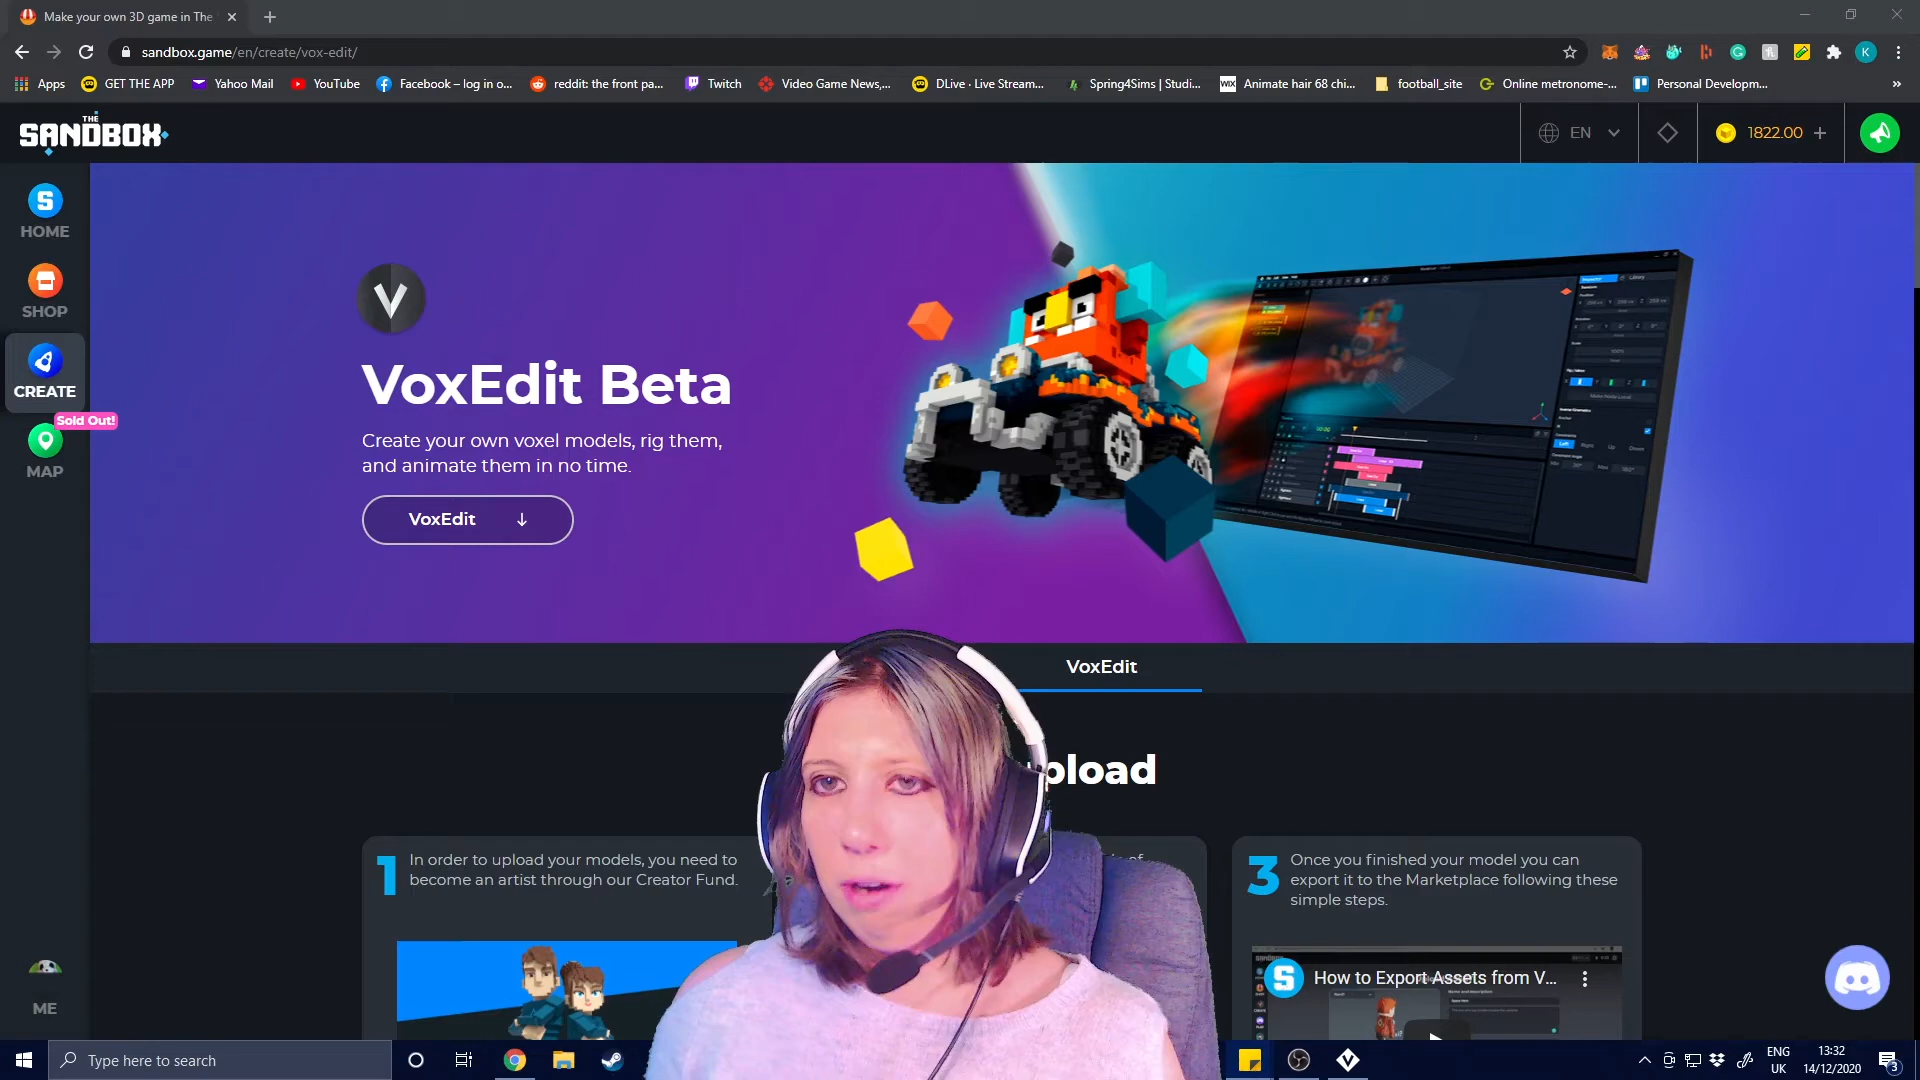 Make your own 3D game in The
sandbox.game/en/create/vox-edit/
K
Apps
GET THE APP
Yahoo Mail
YouTube
Facebook – log in o...
reddit: the front pa...
Twitch
Video Game News,...
DLive · Live Stream...
Spring4Sims | Studi...
WIX
Animate hair 68 chi...
football_site
Online metronome-...
Personal Developm...
»
THE
SANDBOX
EN
1822.00
HOME
SHOP
CREATE
Sold Out!
MAP
ME
VoxEdit Beta
Create your own voxel models, rig them,
and animate them in no time.
VoxEdit
VoxEdit
pload
1
In order to upload your models, you need to
become an artist through our Creator Fund.
of
3
Once you finished your model you can
export it to the Marketplace following these
simple steps.
How to Export Assets from V...
Type here to search
ENG
UK
13:32
14/12/2020
3